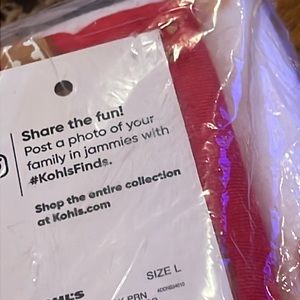 Share the fun!
Post a photo of your
family in jammies with
#KohlsFinds.
Shop the entire collection
at Kohls.com
SIZE L
PRN